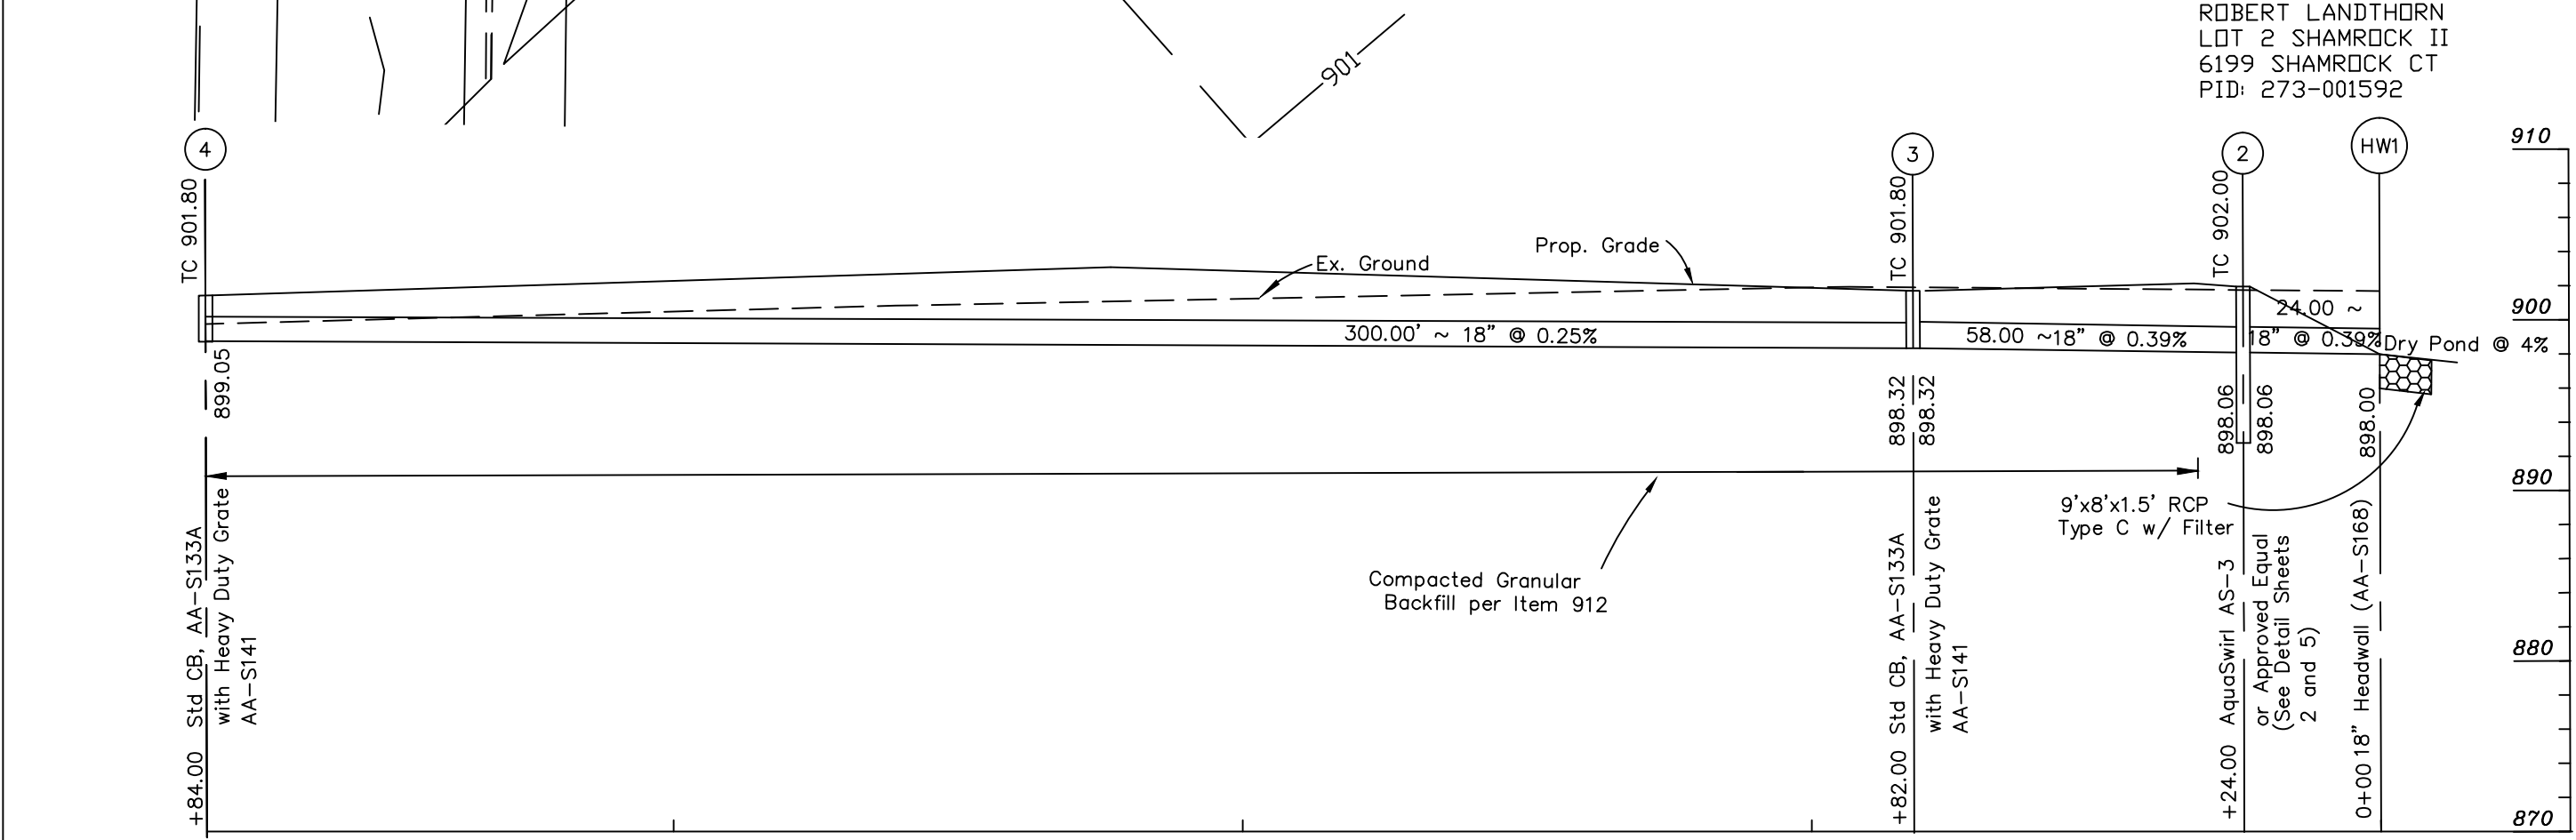 ROBERT LANDTHORN
LOT 2 SHAMROCK II
6199 SHAMROCK CT
PID: 273-001592
901
4
3
2
HW1
910
900
890
880
870
TC 901.80
TC 901.80
TC 902.00
Prop. Grade
Ex. Ground
24.00 ~
18" @ 0.39%
300.00' ~ 18" @ 0.25%
58.00 ~18" @ 0.39%
Dry Pond @ 4%
899.05
898.32
898.32
898.06
898.06
898.00
9'x8'x1.5' RCP
Type C w/ Filter
Compacted Granular
Backfill per Item 912
+84.00 Std CB, AA-S133A
with Heavy Duty Grate
AA-S141
+82.00 Std CB, AA-S133A
with Heavy Duty Grate
AA-S141
+24.00 AquaSwirl AS-3
or Approved Equal
(See Detail Sheets
2 and 5)
0+00 18" Headwall (AA-S168)